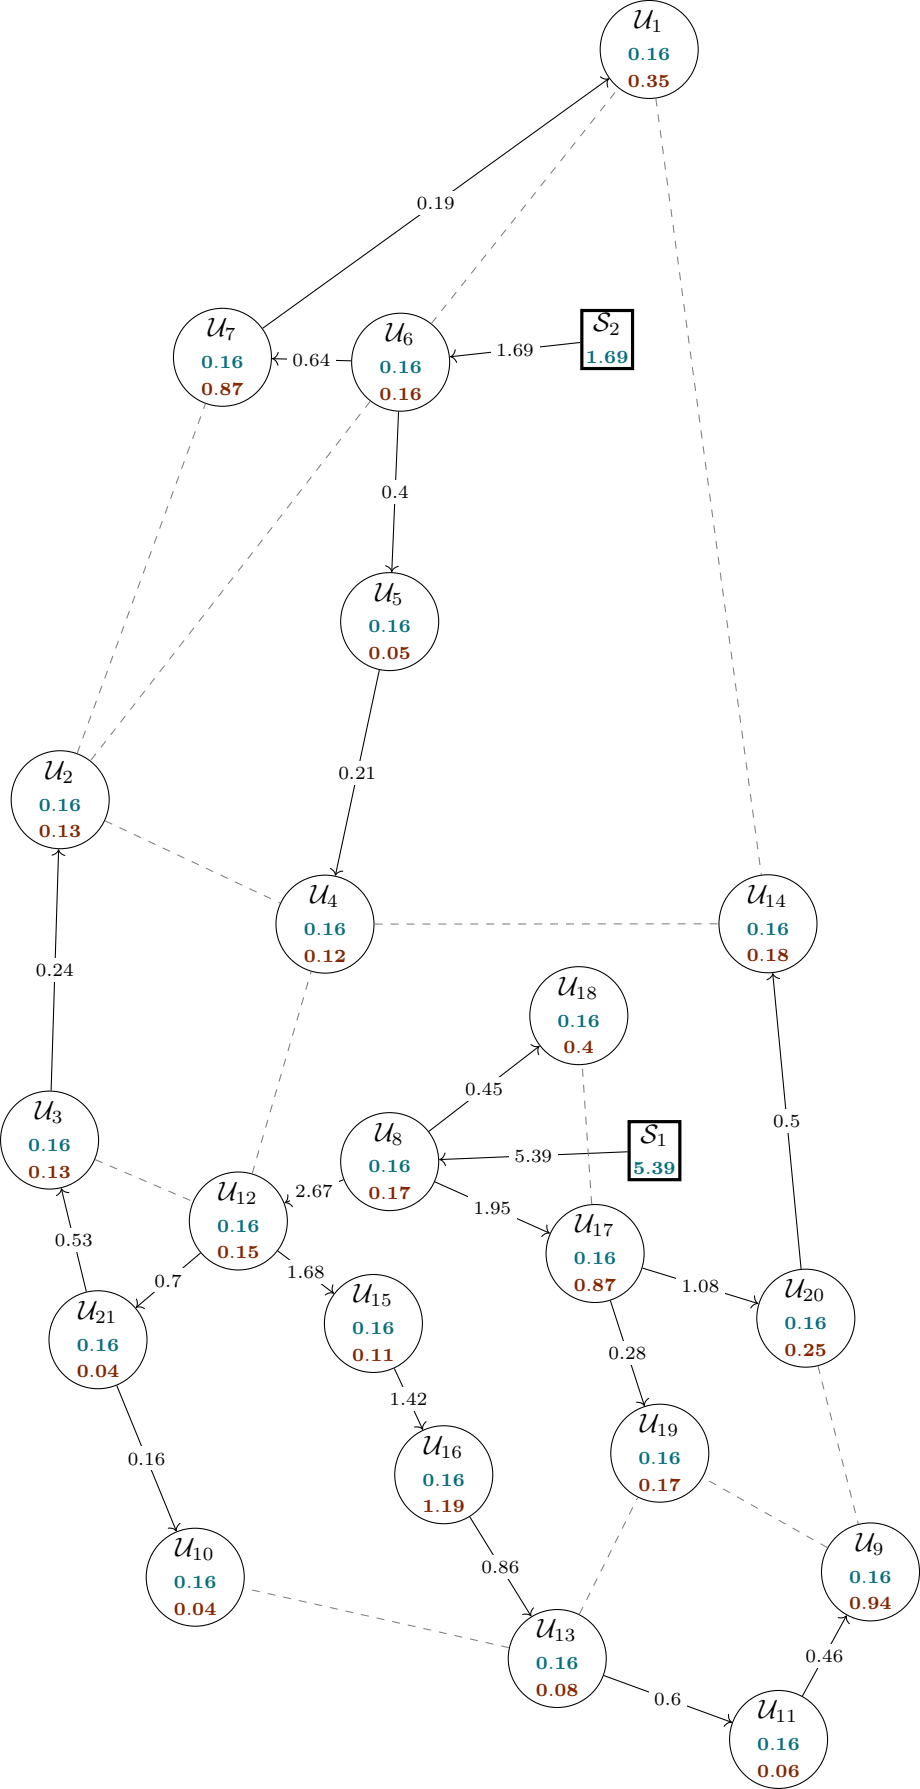 𝒰₁
0.16
0.35
0.19
𝒰₇
0.16
0.87
0.64
𝒰₆
0.16
0.16
1.69
𝒮₂
1.69
0.4
𝒰₅
0.16
0.05
0.21
𝒰₂
0.16
0.13
𝒰₄
0.16
0.12
𝒰₁₄
0.16
0.18
0.24
𝒰₁₈
0.16
0.4
0.45
𝒰₃
0.16
0.13
𝒰₈
0.16
0.17
5.39
𝒮₁
5.39
2.67
1.95
𝒰₁₂
0.16
0.15
𝒰₁₇
0.16
0.87
0.5
0.53
0.7
1.68
1.08
𝒰₂₁
0.16
0.04
𝒰₁₅
0.16
0.11
𝒰₂₀
0.16
0.25
0.28
1.42
0.16
𝒰₁₆
0.16
1.19
𝒰₁₉
0.16
0.17
𝒰₁₀
0.16
0.04
0.86
𝒰₉
0.16
0.94
𝒰₁₃
0.16
0.08
0.46
0.6
𝒰₁₁
0.16
0.06